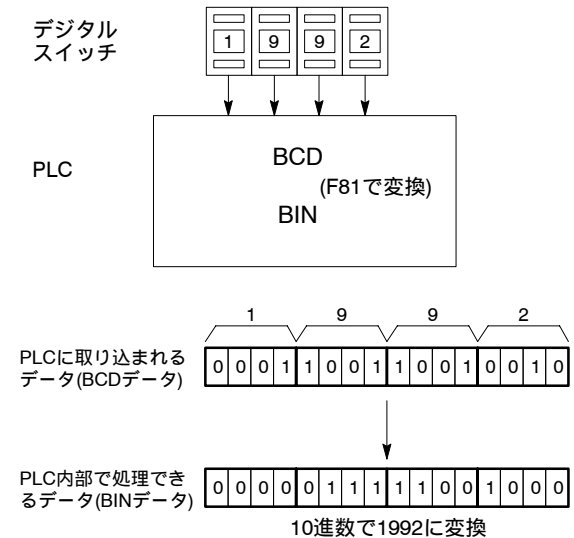 デジタル
スイッチ
1 9 9 2
PLC
BCD
(F81で変換)
BIN
1 9 9 2
PLCに取り込まれる
データ(BCDデータ)
0 0 0 1 1 0 0 1 1 0 0 1 0 0 1 0
PLC内部で処理でき
るデータ(BINデータ)
0 0 0 0 0 1 1 1 1 1 0 0 1 0 0 0
10進数で1992に変換